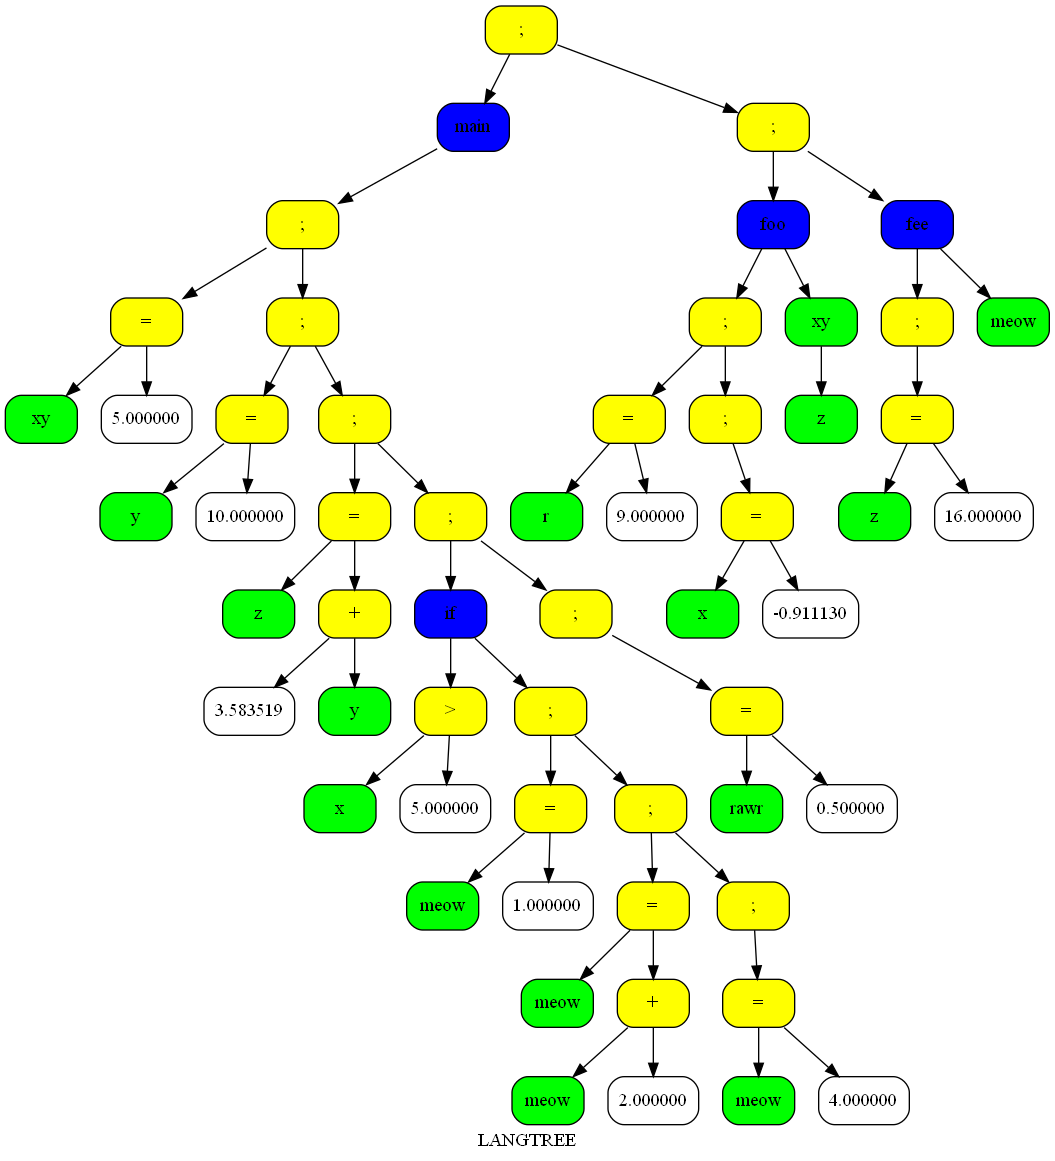 ;
main ;
; foo fee
= ; ; xy ; meow
xy 5.000000 = ; = ; z =
y 10.000000 = ; r 9.000000 = z 16.000000
z + if ; x -0.911130
3.583519 y > ; =
x 5.000000 = ; rawr 0.500000
meow 1.000000 = ;
meow + =
meow 2.000000 meow 4.000000
LANGTREE